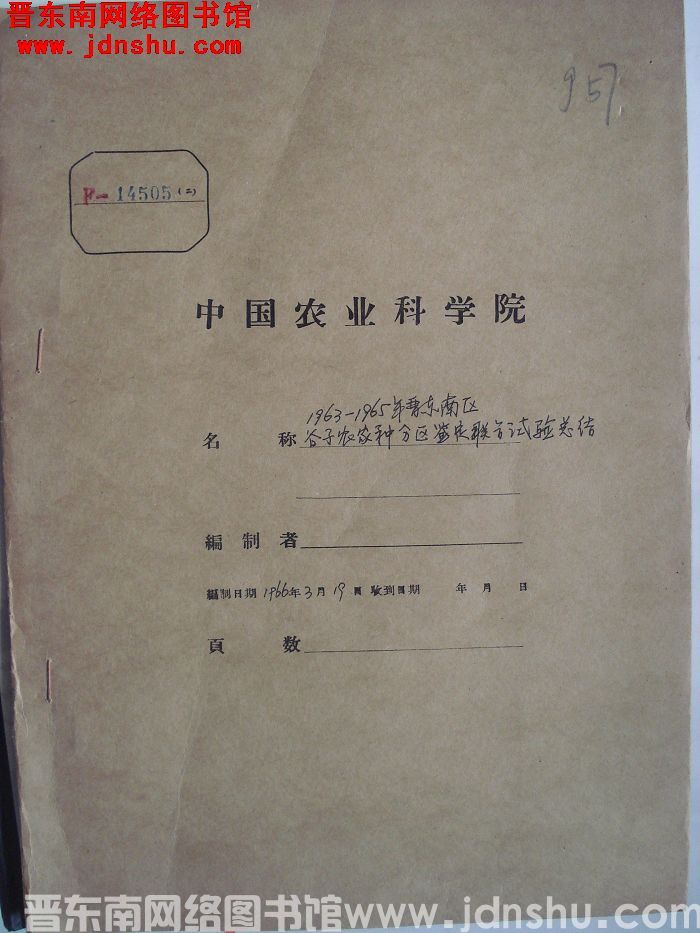 晋东南网络图书馆
www.jdnshu.com
957
F-14505(二)
中国农业科学院
1963-1965年晋东南区
名 称 谷子农家种分区鉴定联合试验总结
編制者
編制日期 1966年3月19日 收到日期 年 月 日
頁 数
晋东南网络图书馆www.jdnshu.com